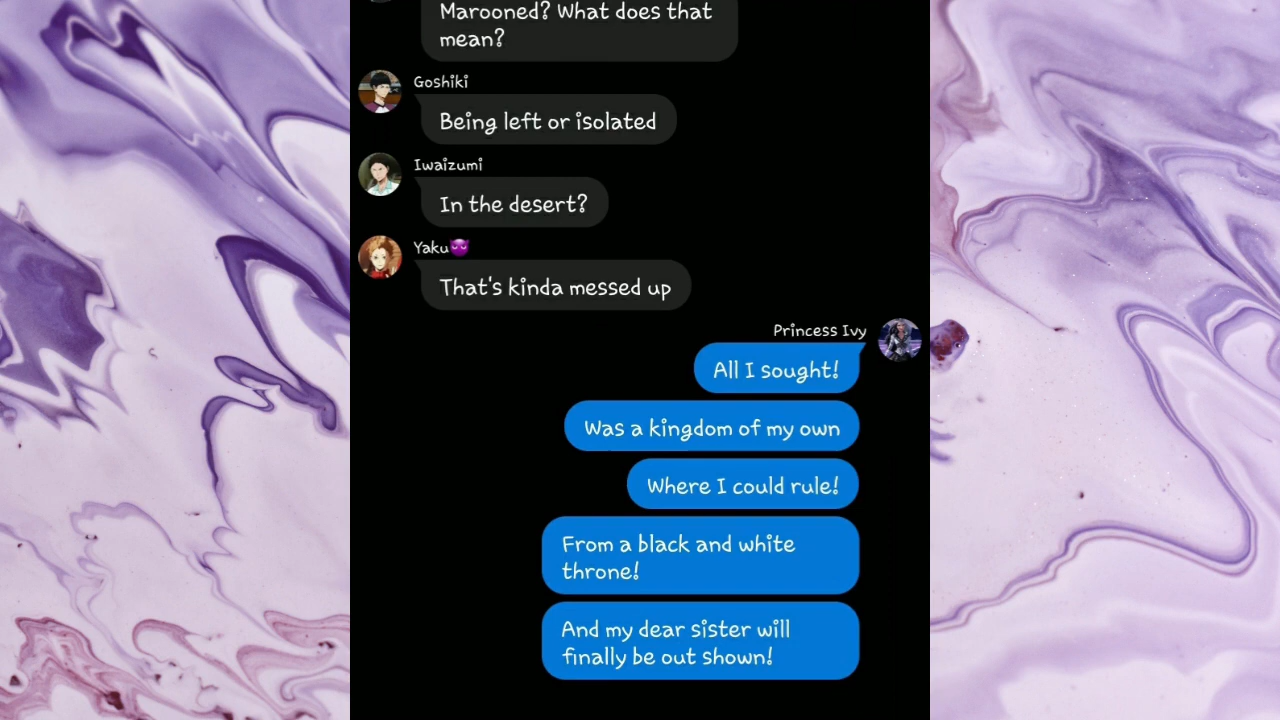 Marooned? What does that
mean?
Goshiki
Being left or isolated
Iwaizumi
In the desert?
Yaku😈
That's kinda messed up
Princess Ivy
All I sought!
Was a kingdom of my own
Where I could rule!
From a black and white
throne!
And my dear sister will
finally be out shown!